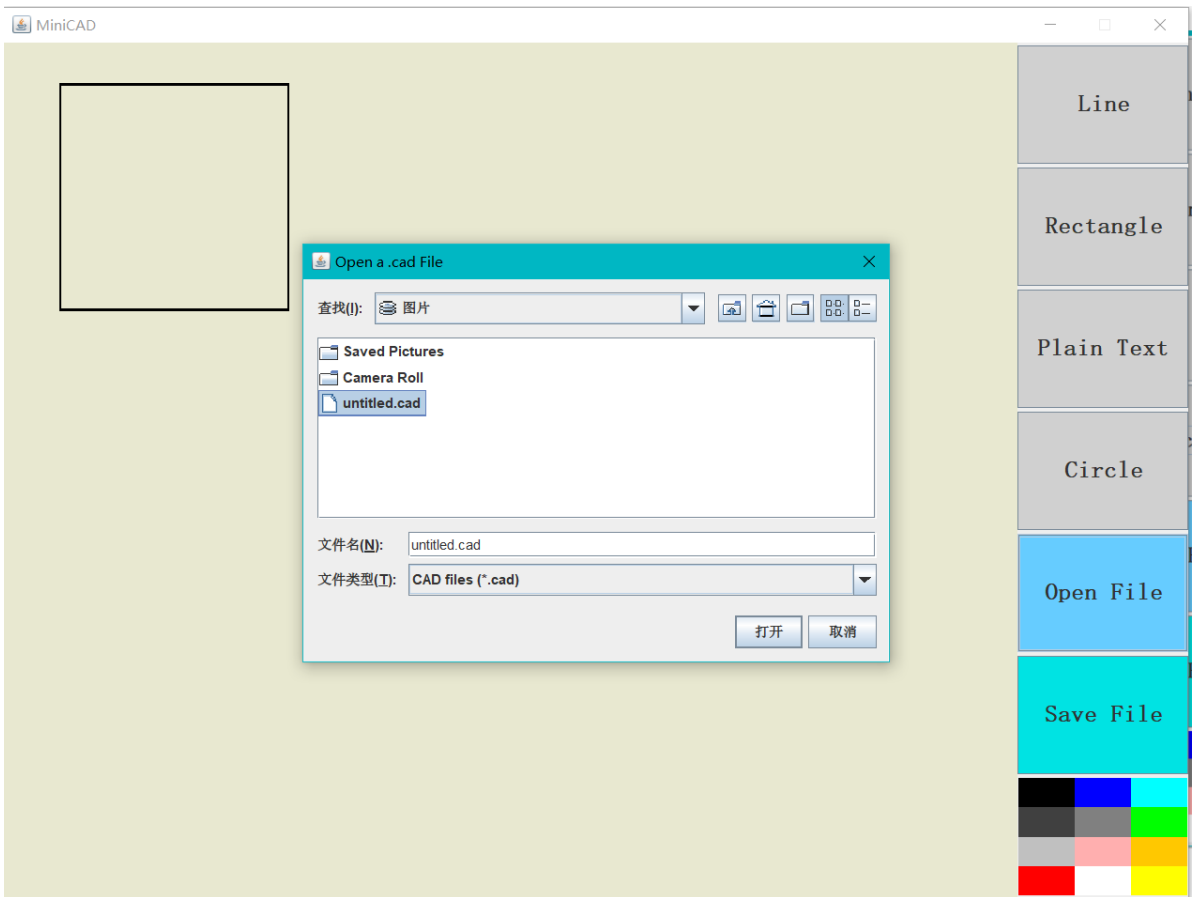 MiniCAD
Line
Rectangle
Plain Text
Circle
Open File
Save File
Open a .cad File
查找(I): 图片
Saved Pictures
Camera Roll
untitled.cad
文件名(N): untitled.cad
文件类型(T): CAD files (*.cad)
打开 取消